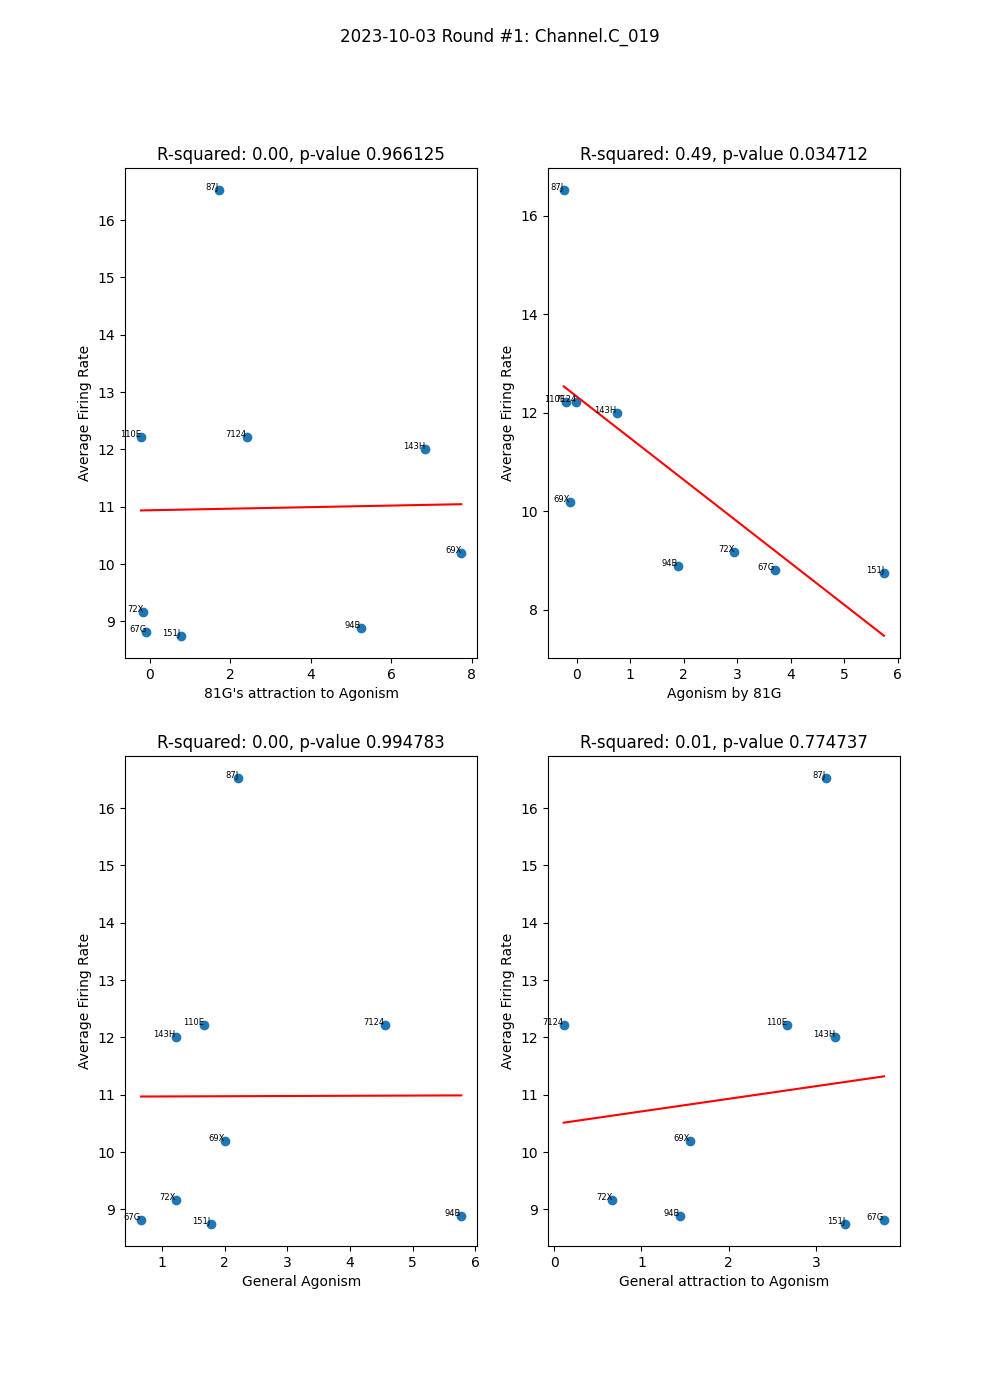 2023-10-03 Round #1: Channel.C_019
R-squared: 0.00, p-value 0.966125
87J
16
15
14
13
12
11
10
9
Average Firing Rate
110E
7124
143H
69X
72X
67G
151J
94B
0 2 4 6 8
81G's attraction to Agonism
R-squared: 0.49, p-value 0.034712
87J
16
14
12
10
8
Average Firing Rate
110E
7124
143H
69X
94B
72X
67G
151J
0 1 2 3 4 5 6
Agonism by 81G
R-squared: 0.00, p-value 0.994783
87J
16
15
14
13
12
11
10
9
Average Firing Rate
143H
110E
7124
69X
72X
67G
151J
94B
1 2 3 4 5 6
General Agonism
R-squared: 0.01, p-value 0.774737
87J
16
15
14
13
12
11
10
9
Average Firing Rate
7124
110E
143H
69X
72X
94B
151J
67G
0 1 2 3
General attraction to Agonism